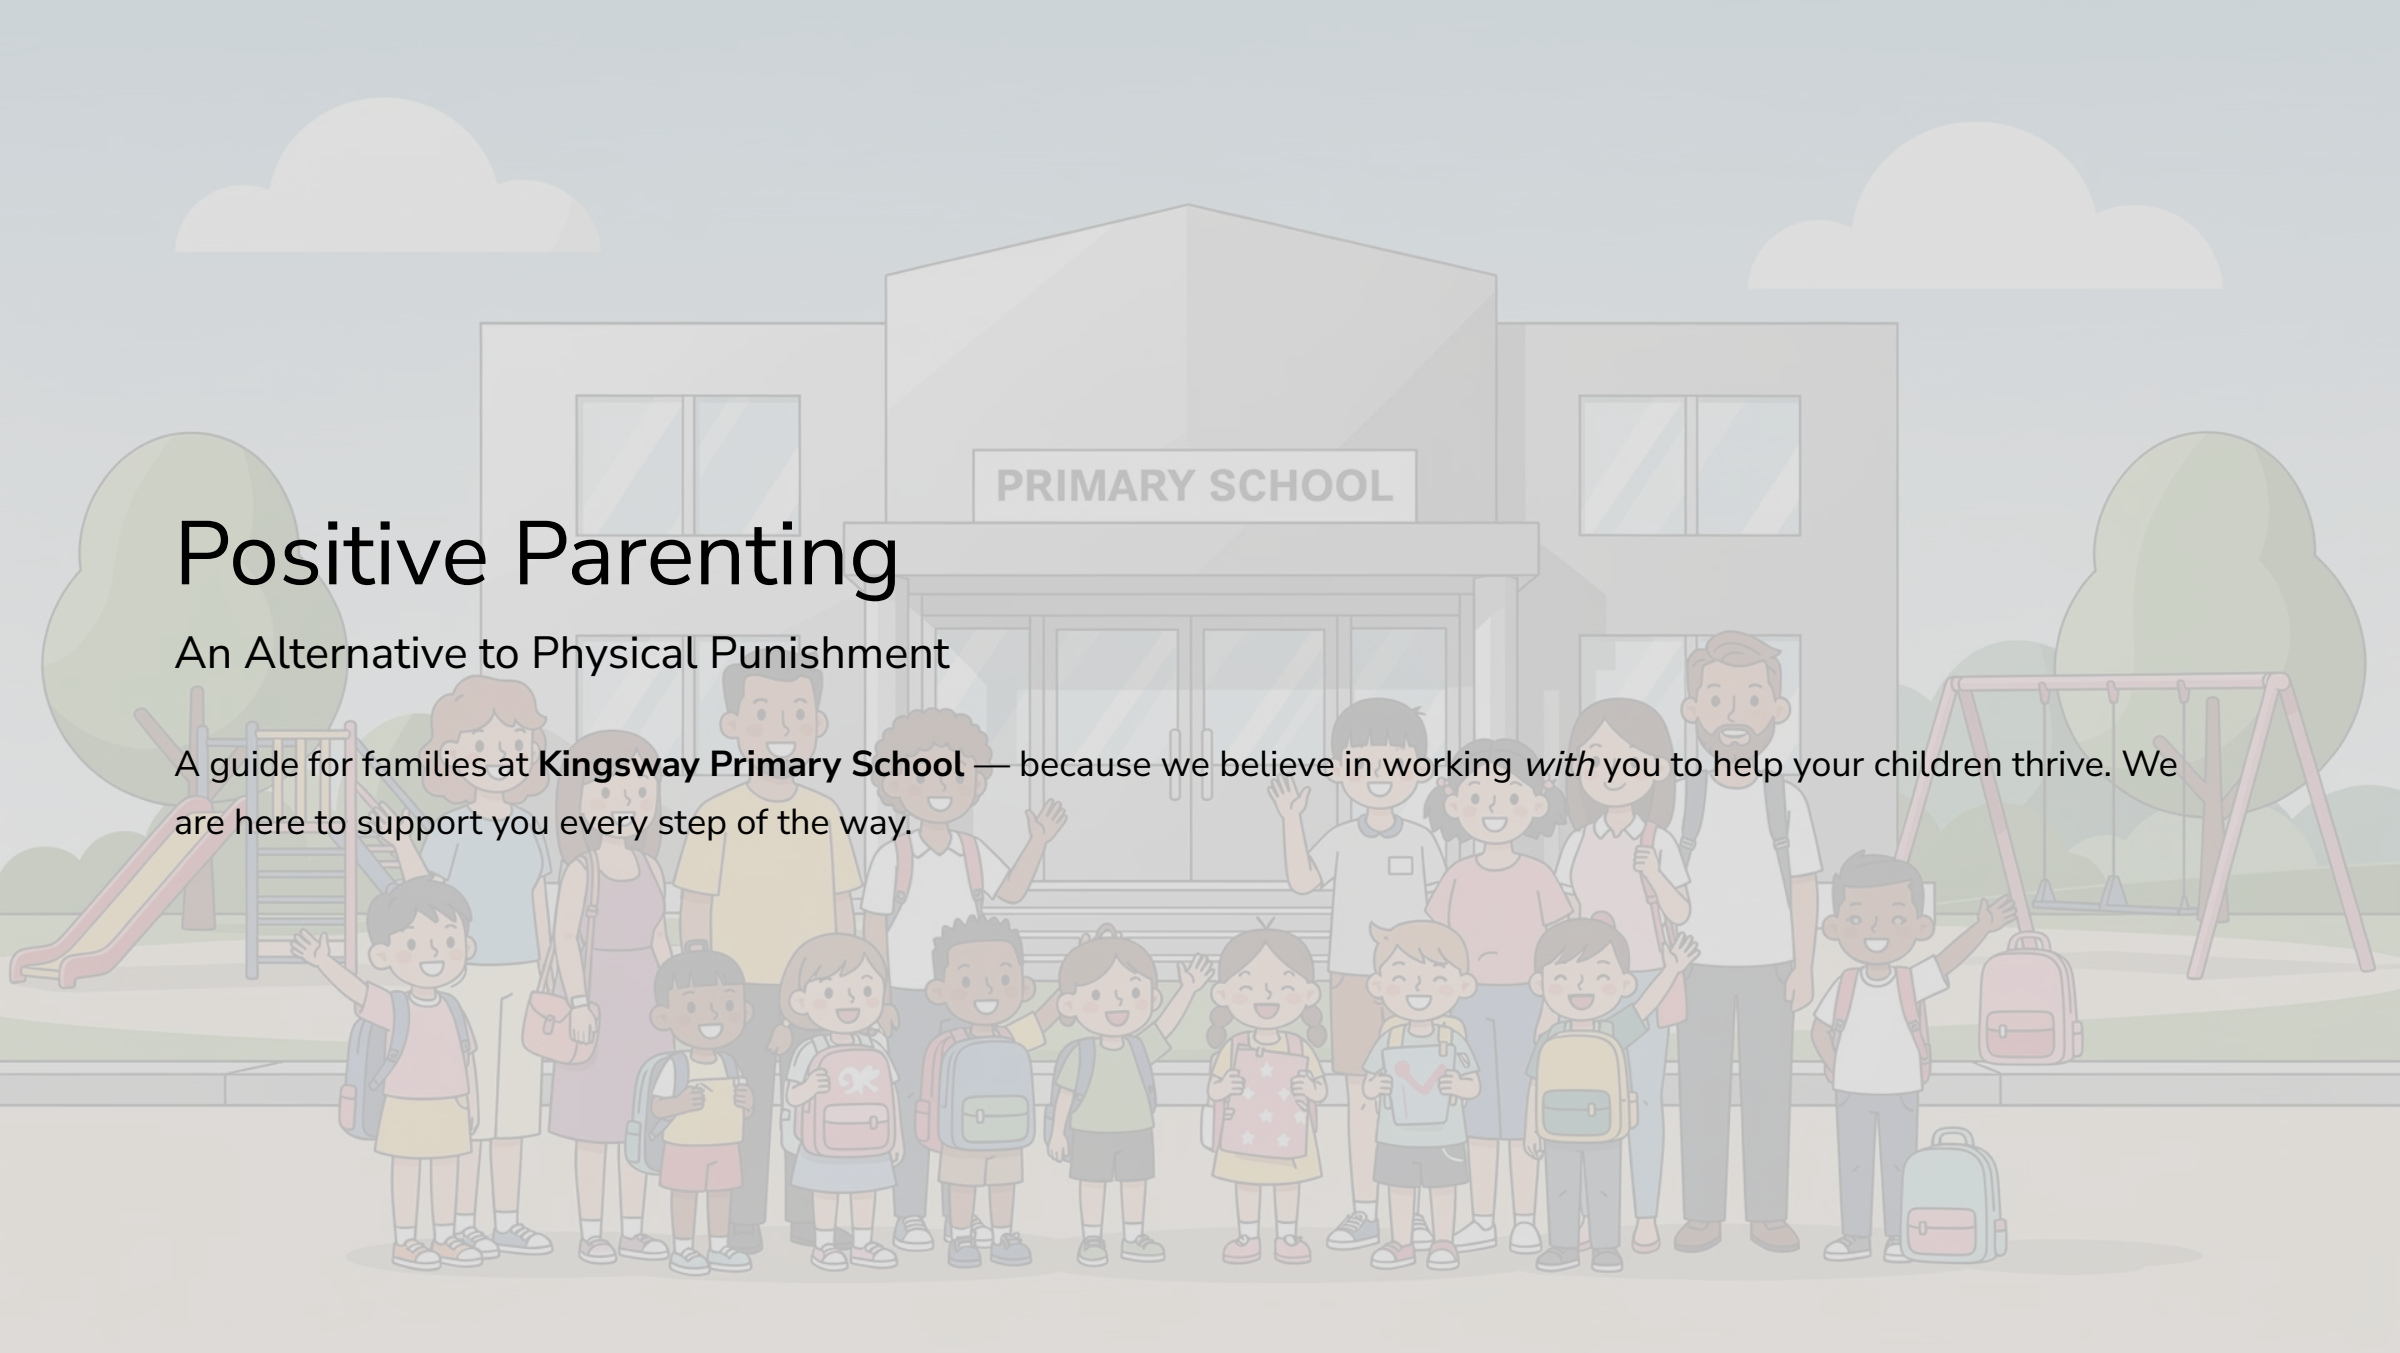 PRIMARY SCHOOL
Positive Parenting
An Alternative to Physical Punishment
A guide for families at Kingsway Primary School — because we believe in working with you to help your children thrive. We
are here to support you every step of the way.